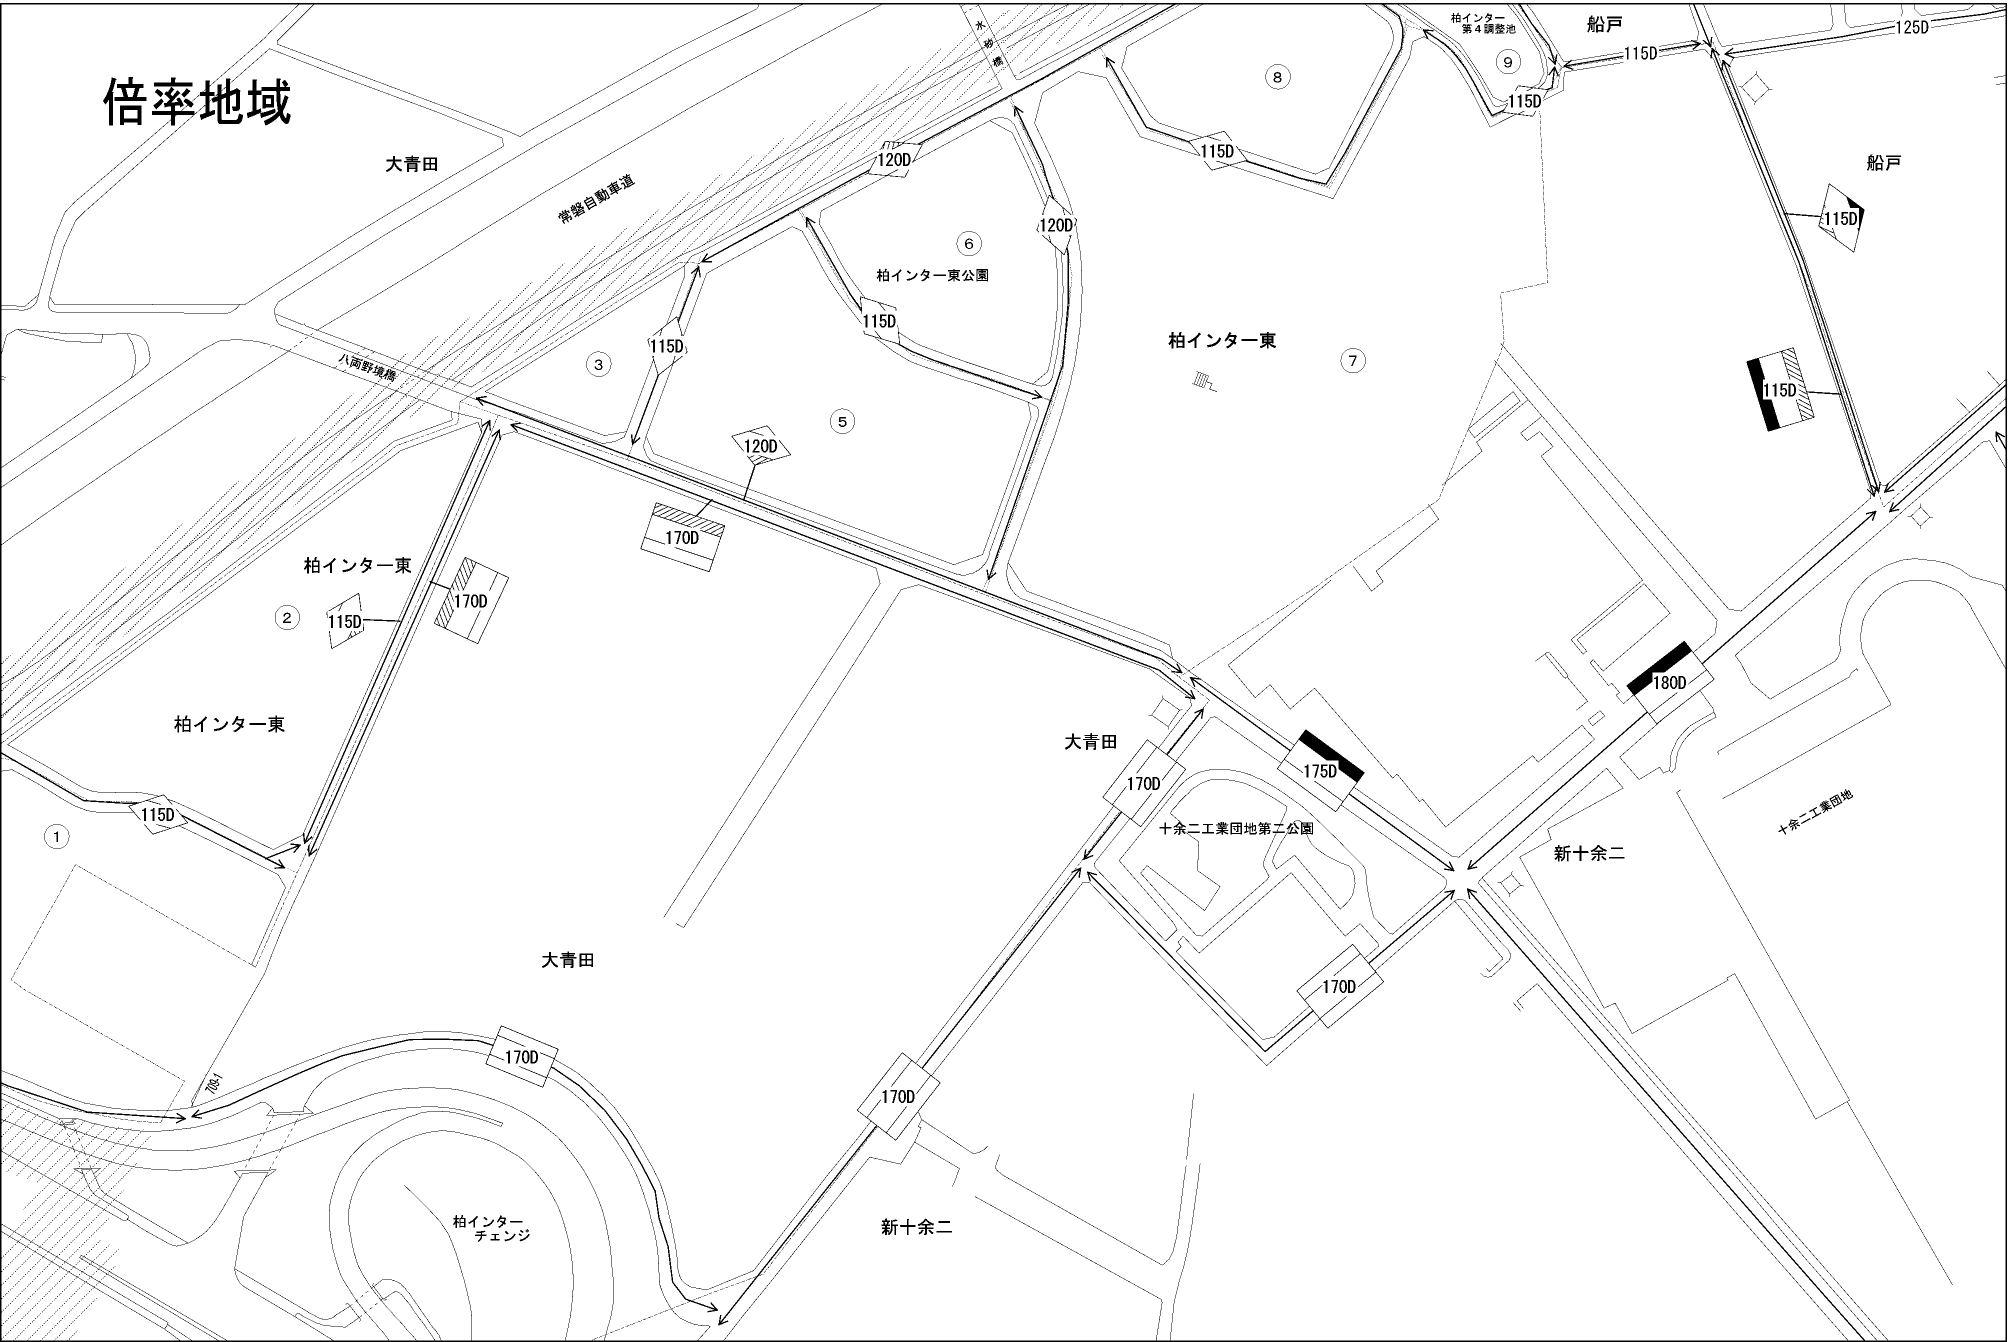 柏インター
第4調整池
船戸
125D
水
砂
橋
115D
⑨
⑧
倍率地域
115D
115D
120D
大青田
船戸
常磐自動車道
115D
120D
⑥
柏インター東公園
115D
柏インター東
115D
③
⑦
八両野境橋
115D
⑤
120D
170D
柏インター東
170D
②
115D
180D
柏インター東
大青田
175D
170D
115D
十余二工業団地
①
十余二工業団地第二公園
新十余二
大青田
170D
170D
709-1
170D
柏インター
チェンジ
新十余二